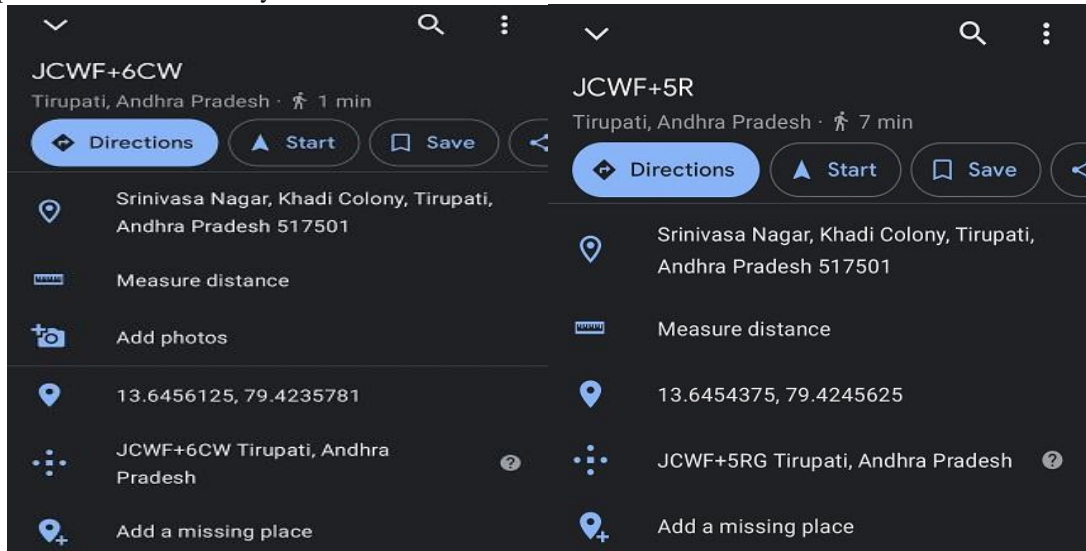 JCWF+6CW
Tirupati, Andhra Pradesh · 1 min
Directions
Start
Save
Srinivasa Nagar, Khadi Colony, Tirupati,
Andhra Pradesh 517501
Measure distance
Add photos
13.6456125, 79.4235781
JCWF+6CW Tirupati, Andhra
Pradesh
Add a missing place
JCWF+5R
Tirupati, Andhra Pradesh · 7 min
Directions
Start
Save
Srinivasa Nagar, Khadi Colony, Tirupati,
Andhra Pradesh 517501
Measure distance
13.6454375, 79.4245625
JCWF+5RG Tirupati, Andhra Pradesh
Add a missing place